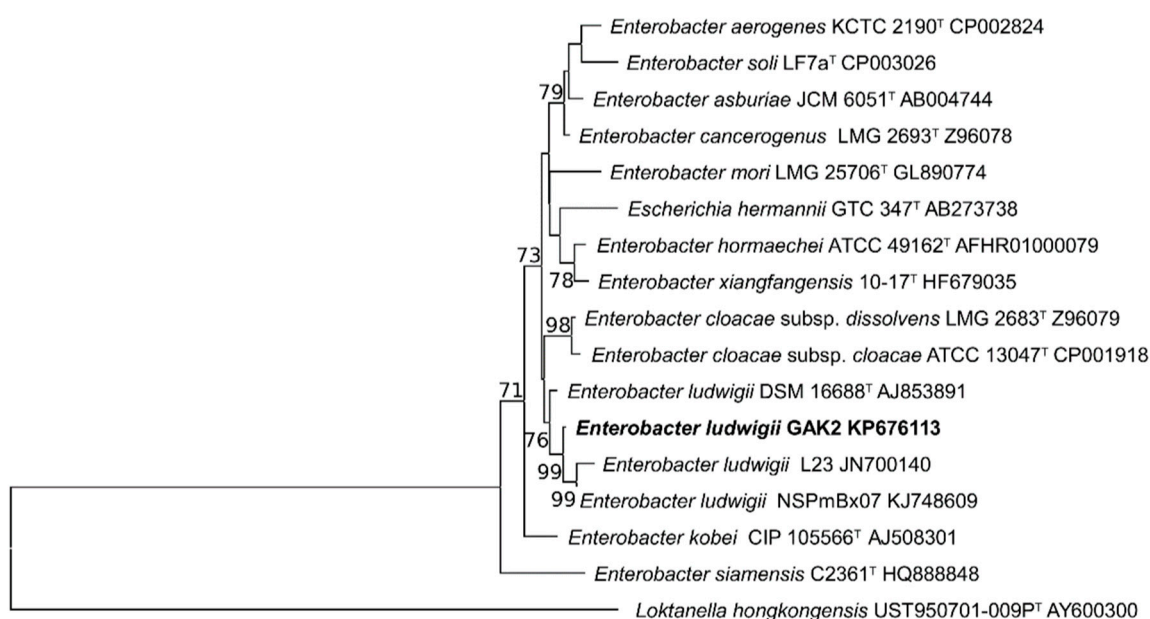 Enterobacter aerogenes KCTC 2190ᵀ CP002824
Enterobacter soli LF7aᵀ CP003026
79
Enterobacter asburiae JCM 6051ᵀ AB004744
Enterobacter cancerogenus LMG 2693ᵀ Z96078
Enterobacter mori LMG 25706ᵀ GL890774
Escherichia hermannii GTC 347ᵀ AB273738
73
Enterobacter hormaechei ATCC 49162ᵀ AFHR01000079
78
Enterobacter xiangfangensis 10-17ᵀ HF679035
98
Enterobacter cloacae subsp. dissolvens LMG 2683ᵀ Z96079
Enterobacter cloacae subsp. cloacae ATCC 13047ᵀ CP001918
71
Enterobacter ludwigii DSM 16688ᵀ AJ853891
Enterobacter ludwigii GAK2 KP676113
76
99
Enterobacter ludwigii L23 JN700140
99
Enterobacter ludwigii NSPmBx07 KJ748609
Enterobacter kobei CIP 105566ᵀ AJ508301
Enterobacter siamensis C2361ᵀ HQ888848
Loktanella hongkongensis UST950701-009Pᵀ AY600300